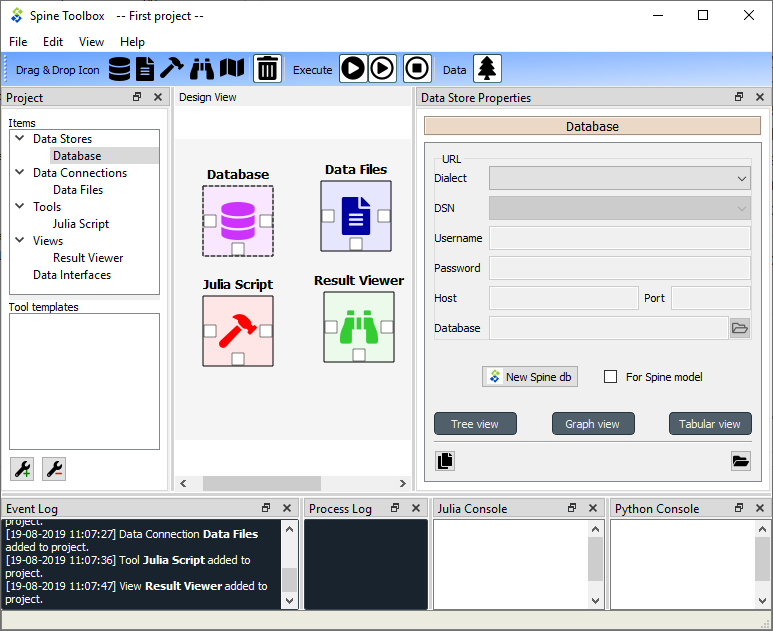 Spine Toolbox   -- First project --
File Edit View Help
Drag & Drop Icon Execute Data
Project
Items
Data Stores
Database
Data Connections
Data Files
Tools
Julia Script
Views
Result Viewer
Data Interfaces
Tool templates
Design View
Database
Data Files
Julia Script
Result Viewer
Data Store Properties
Database
URL
Dialect
DSN
Username
Password
Host Port
Database
New Spine db For Spine model
Tree view Graph view Tabular view
Event Log
project.
[19-08-2019 11:07:27] Data Connection Data Files
added to project.
[19-08-2019 11:07:36] Tool Julia Script added to
project.
[19-08-2019 11:07:47] View Result Viewer added to
project.
Process Log
Julia Console
Python Console